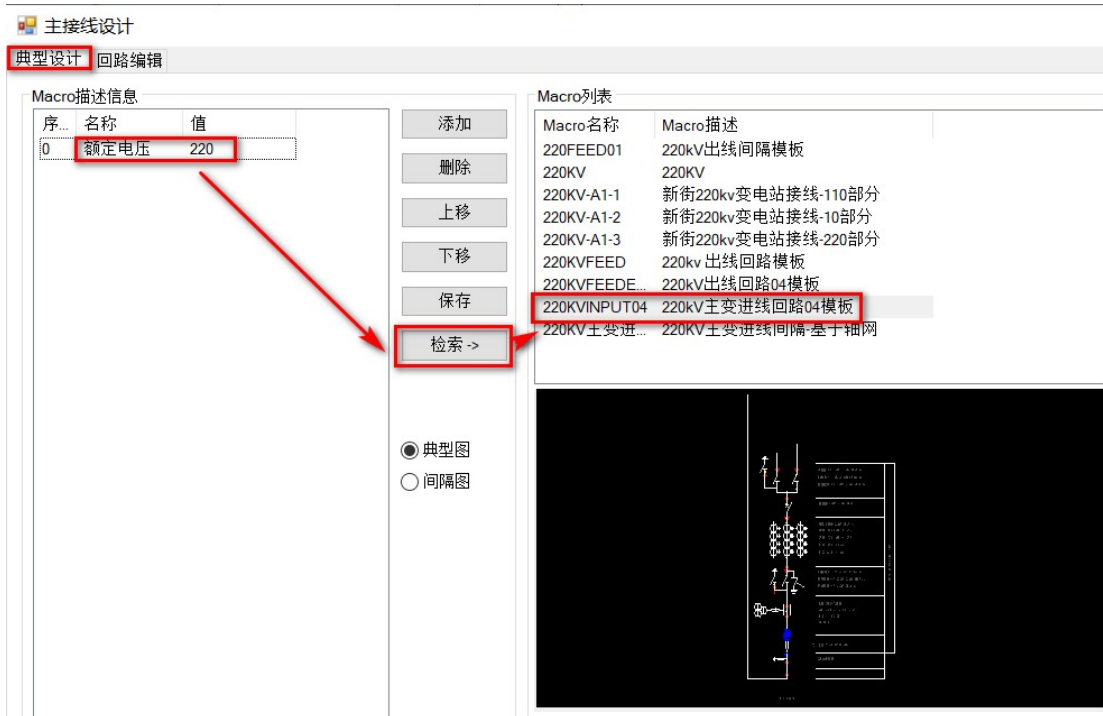 主接线设计
典型设计 回路编辑
Macro描述信息
序... 名称 值
0 额定电压 220
添加
删除
上移
下移
保存
检索 ->
典型图
间隔图
Macro列表
Macro名称 Macro描述
220FEED01 220kV出线间隔模板
220KV 220KV
220KV-A1-1 新街220kv变电站接线-110部分
220KV-A1-2 新街220kv变电站接线-10部分
220KV-A1-3 新街220kv变电站接线-220部分
220KVFEED 220kv 出线回路模板
220KVFEEDE... 220kV出线回路04模板
220KVINPUT04 220kV主变进线回路04模板
220KV主变进... 220KV主变进线间隔-基于轴网